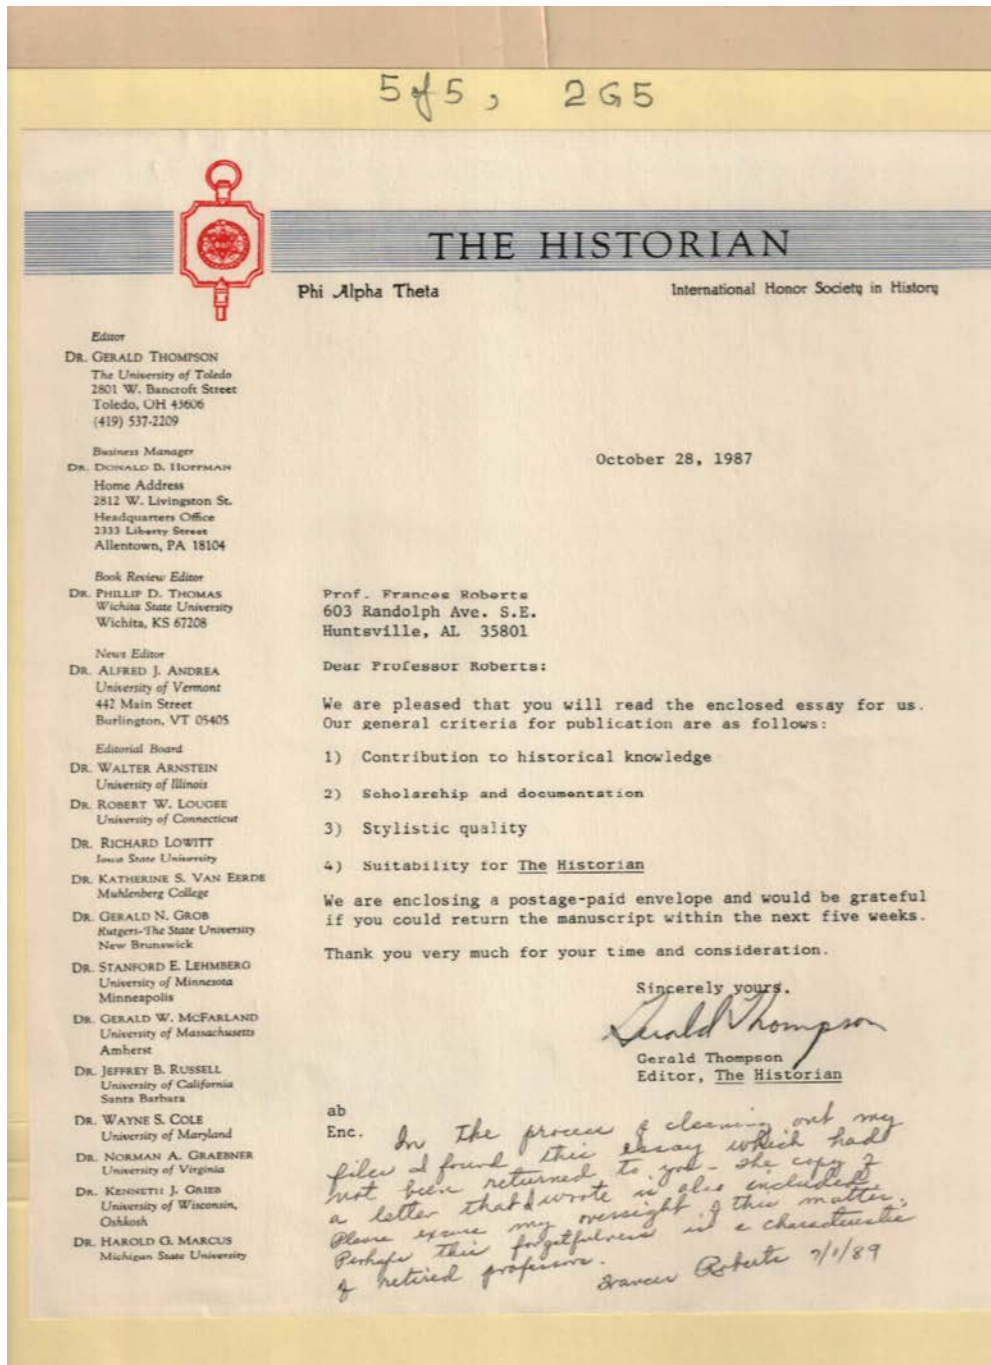 5 of 5, 2G5
THE HISTORIAN
Phi Alpha Theta
International Honor Society in History
Editor
DR. GERALD THOMPSON
The University of Toledo
2801 W. Bancroft Street
Toledo, OH 43606
(419) 537-2209
Business Manager
DR. DONALD B. HOFFMAN
Home Address
2812 W. Livingston St.
Headquarters Office
2333 Liberty Street
Allentown, PA 18104
Book Review Editor
DR. PHILLIP D. THOMAS
Wichita State University
Wichita, KS 67208
News Editor
DR. ALFRED J. ANDREA
University of Vermont
442 Main Street
Burlington, VT 05405
Editorial Board
DR. WALTER ARNSTEIN
University of Illinois
DR. ROBERT W. LOUGEE
University of Connecticut
DR. RICHARD LOWITT
Iowa State University
DR. KATHERINE S. VAN EERDE
Muhlenberg College
DR. GERALD N. GROB
Rutgers-The State University
New Brunswick
DR. STANFORD E. LEHMBERG
University of Minnesota
Minneapolis
DR. GERALD W. MCFARLAND
University of Massachusetts
Amherst
DR. JEFFREY B. RUSSELL
University of California
Santa Barbara
DR. WAYNE S. COLE
University of Maryland
DR. NORMAN A. GRAEBNER
University of Virginia
DR. KENNETH J. GRIEB
University of Wisconsin,
Oshkosh
DR. HAROLD G. MARCUS
Michigan State University
October 28, 1987
Prof. Frances Roberts
603 Randolph Ave. S.E.
Huntsville, AL 35801
Dear Professor Roberts:
We are pleased that you will read the enclosed essay for us.
Our general criteria for publication are as follows:
1) Contribution to historical knowledge
2) Scholarship and documentation
3) Stylistic quality
4) Suitability for The Historian
We are enclosing a postage-paid envelope and would be grateful
if you could return the manuscript within the next five weeks.
Thank you very much for your time and consideration.
Sincerely yours,
Gerald Thompson
Gerald Thompson
Editor, The Historian
ab
Enc.
In the process of cleaning out my
files I found this essay which had
not been returned to you - The copy of
a letter that I wrote is also included.
Please excuse my oversight of this matter.
Perhaps this forgetfulness is a characteristic
of retired professors.
Frances Roberts 7/1/89